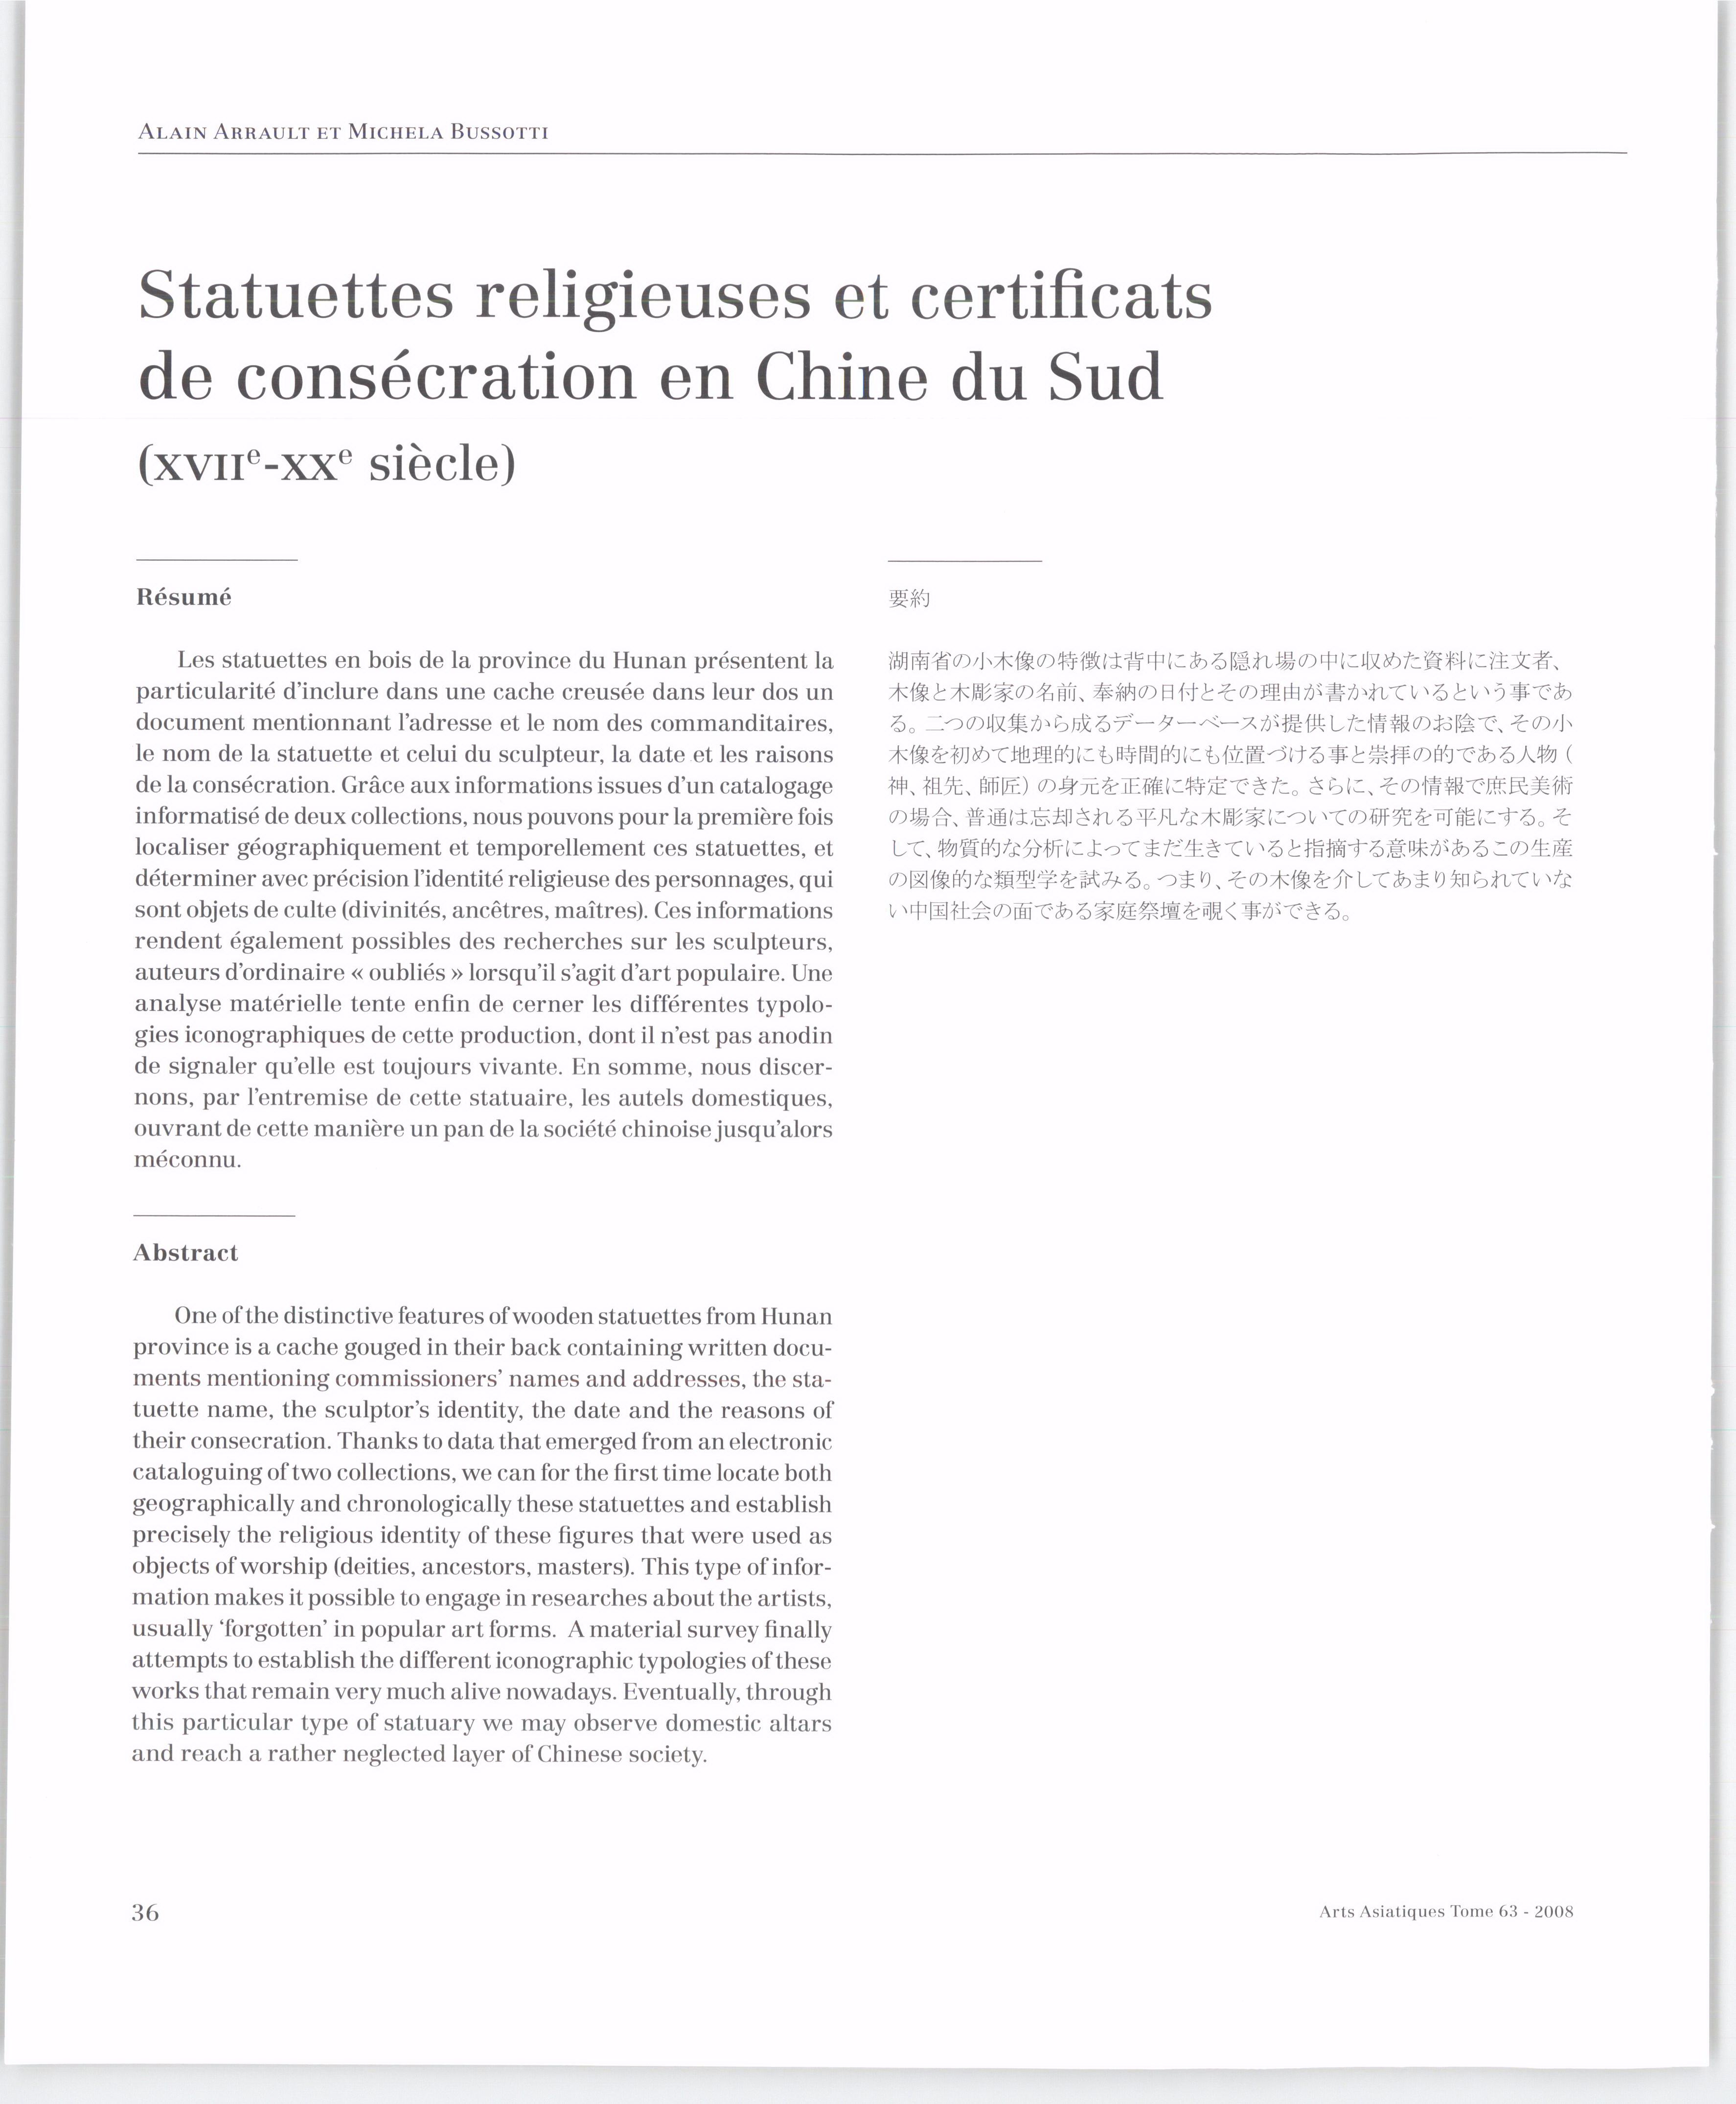 ALAIN ARRAULT ET MICHELA BUSSOTTI
Statuettes religieuses et certificats
de consécration en Chine du Sud
(XVIIe-XXe siècle)
Résumé
Les statuettes en bois de la province du Hunan présentent la
particularité d'inclure dans une cache creusée dans leur dos un
document mentionnant l'adresse et le nom des commanditaires,
le nom de la statuette et celui du sculpteur, la date et les raisons
de la consécration. Grâce aux informations issues d'un catalogage
informatisé de deux collections, nous pouvons pour la première fois
localiser géographiquement et temporellement ces statuettes, et
déterminer avec précision l'identité religieuse des personnages, qui
sont objets de culte (divinités, ancêtres, maîtres). Ces informations
rendent également possibles des recherches sur les sculpteurs,
auteurs d'ordinaire « oubliés » lorsqu'il s'agit d'art populaire. Une
analyse matérielle tente enfin de cerner les différentes typolo-
gies iconographiques de cette production, dont il n'est pas anodin
de signaler qu'elle est toujours vivante. En somme, nous discer-
nons, par l'entremise de cette statuaire, les autels domestiques,
ouvrant de cette manière un pan de la société chinoise jusqu'alors
méconnu.
Abstract
One of the distinctive features of wooden statuettes from Hunan
province is a cache gouged in their back containing written docu-
ments mentioning commissioners' names and addresses, the sta-
tuette name, the sculptor's identity, the date and the reasons of
their consecration. Thanks to data that emerged from an electronic
cataloguing of two collections, we can for the first time locate both
geographically and chronologically these statuettes and establish
precisely the religious identity of these figures that were used as
objects of worship (deities, ancestors, masters). This type of infor-
mation makes it possible to engage in researches about the artists,
usually 'forgotten' in popular art forms. A material survey finally
attempts to establish the different iconographic typologies of these
works that remain very much alive nowadays. Eventually, through
this particular type of statuary we may observe domestic altars
and reach a rather neglected layer of Chinese society.
要約
湖南省の小木像の特徴は背中にある隠れ場の中に収めた資料に注文者、
木像と木彫家の名前、奉納の日付とその理由が書かれているという事であ
る。二つの収集から成るデーターベースが提供した情報のお陰で、その小
木像を初めて地理的にも時間的にも位置づける事と崇拝の的である人物（
神、祖先、師匠）の身元を正確に特定できた。さらに、その情報で庶民美術
の場合、普通は忘却される平凡な木彫家についての研究を可能にする。そ
して、物質的な分析によってまだ生きていると指摘する意味があるこの生産
の図像的な類型学を試みる。つまり、その木像を介してあまり知られていな
い中国社会の面である家庭祭壇を覗く事ができる。
36
Arts Asiatiques Tome 63 - 2008